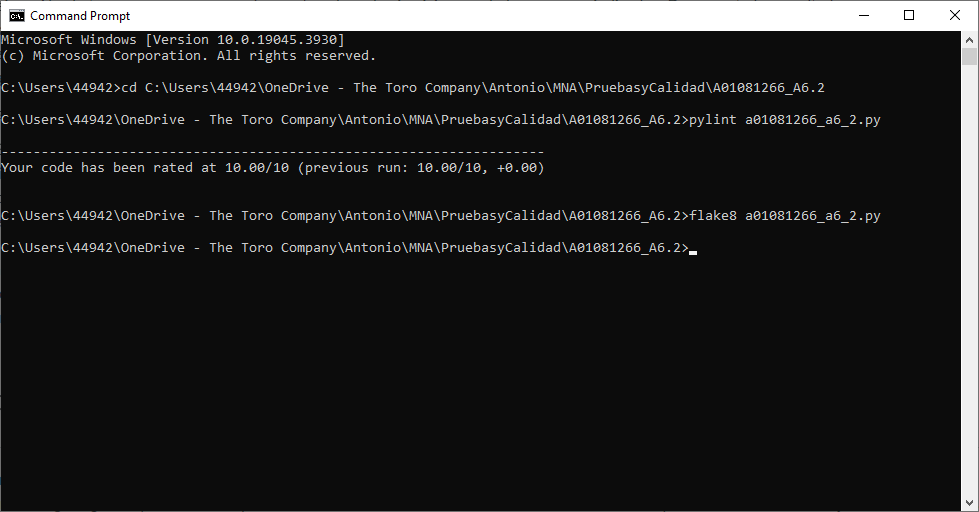 Command Prompt
Microsoft Windows [Version 10.0.19045.3930]
(c) Microsoft Corporation. All rights reserved.
C:\Users\44942>cd C:\Users\44942\OneDrive - The Toro Company\Antonio\MNA\PruebasyCalidad\A01081266_A6.2
C:\Users\44942\OneDrive - The Toro Company\Antonio\MNA\PruebasyCalidad\A01081266_A6.2>pylint a01081266_a6_2.py
--------------------------------------------------------------------
Your code has been rated at 10.00/10 (previous run: 10.00/10, +0.00)
C:\Users\44942\OneDrive - The Toro Company\Antonio\MNA\PruebasyCalidad\A01081266_A6.2>flake8 a01081266_a6_2.py
C:\Users\44942\OneDrive - The Toro Company\Antonio\MNA\PruebasyCalidad\A01081266_A6.2>